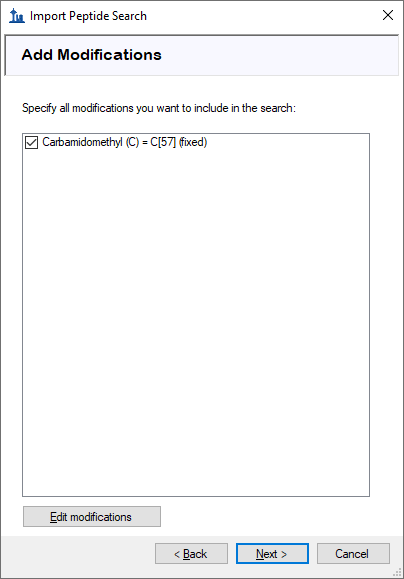 Import Peptide Search
Add Modifications
Specify all modifications you want to include in the search:
Carbamidomethyl (C) = C[57] (fixed)
Edit modifications
< Back
Next >
Cancel